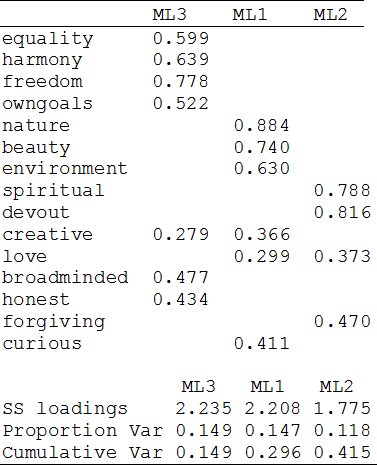 ML3 ML1 ML2
equality 0.599
harmony 0.639
freedom 0.778
owngoals 0.522
nature 0.884
beauty 0.740
environment 0.630
spiritual 0.788
devout 0.816
creative 0.279 0.366
love 0.299 0.373
broadminded 0.477
honest 0.434
forgiving 0.470
curious 0.411
ML3 ML1 ML2
SS loadings 2.235 2.208 1.775
Proportion Var 0.149 0.147 0.118
Cumulative Var 0.149 0.296 0.415